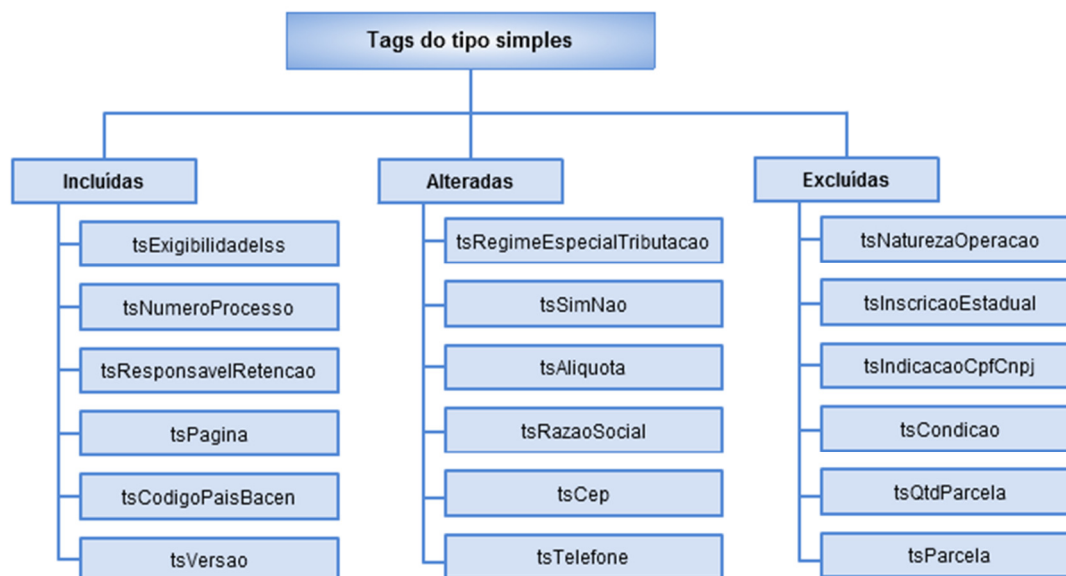 Tags do tipo simples
Incluídas
tsExigibilidadeIss
tsNumeroProcesso
tsResponsavelRetencao
tsPagina
tsCodigoPaisBacen
tsVersao
Alteradas
tsRegimeEspecialTributacao
tsSimNao
tsAliquota
tsRazaoSocial
tsCep
tsTelefone
Excluídas
tsNaturezaOperacao
tsInscricaoEstadual
tsIndicacaoCpfCnpj
tsCondicao
tsQtdParcela
tsParcela